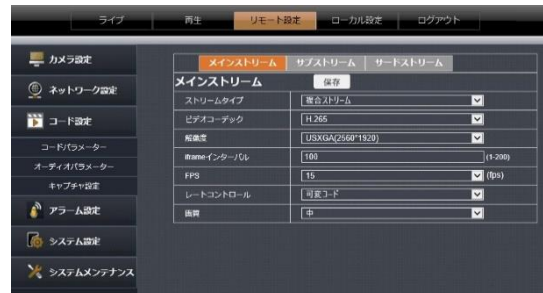 ライブ 再生 リモート設定 ローカル設定 ログアウト
カメラ設定
ネットワーク設定
コード設定
コードパラメーター
オーディオパラメーター
キャプチャ設定
アラーム設定
システム設定
システムメンテナンス
メインストリーム サブストリーム サードストリーム
メインストリーム 保存
ストリームタイプ 複合ストリーム
ビデオコーデック H.265
解像度 USXGA(2560*1920)
iframeインターバル 100 (1-200)
FPS 15 (fps)
レートコントロール 可変コード
画質 中